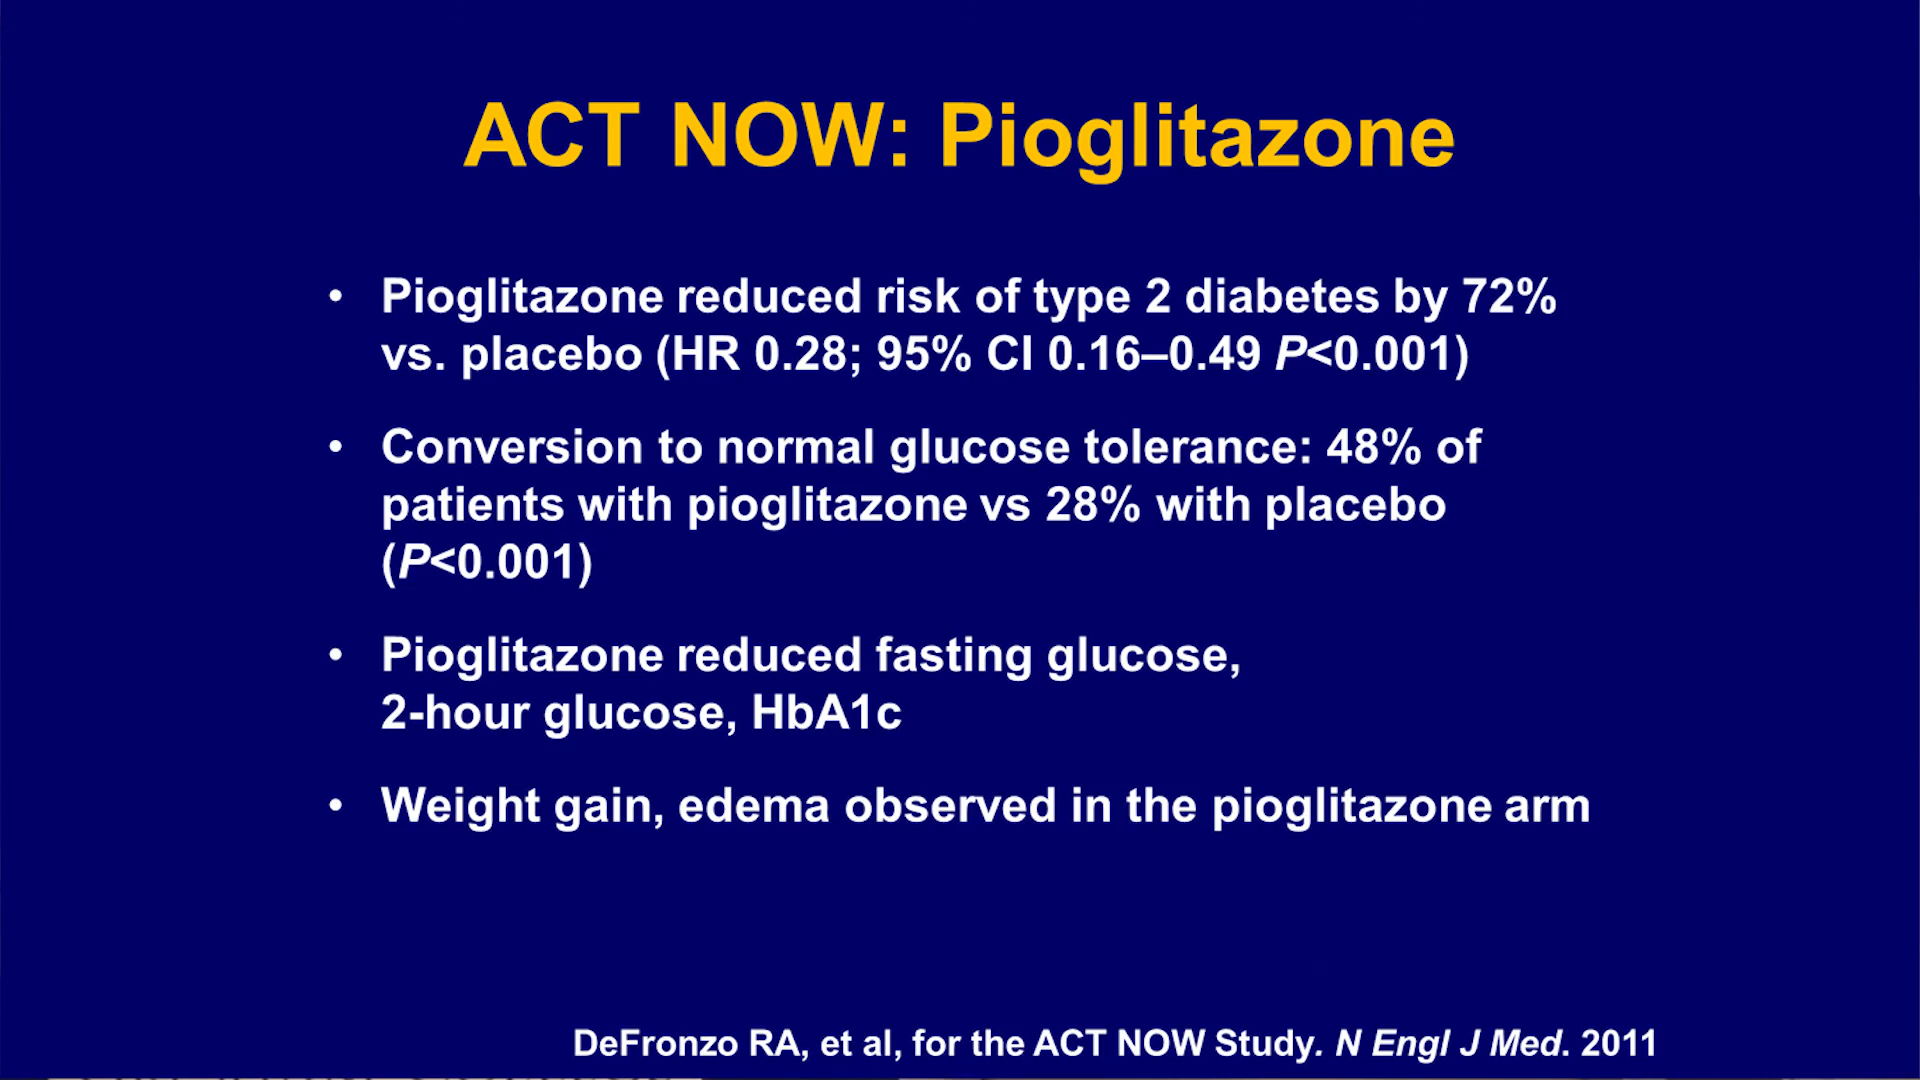 ACT NOW: Pioglitazone
• Pioglitazone reduced risk of type 2 diabetes by 72%
vs. placebo (HR 0.28; 95% CI 0.16–0.49 P<0.001)
• Conversion to normal glucose tolerance: 48% of
patients with pioglitazone vs 28% with placebo
(P<0.001)
• Pioglitazone reduced fasting glucose,
2-hour glucose, HbA1c
• Weight gain, edema observed in the pioglitazone arm
DeFronzo RA, et al, for the ACT NOW Study. N Engl J Med. 2011